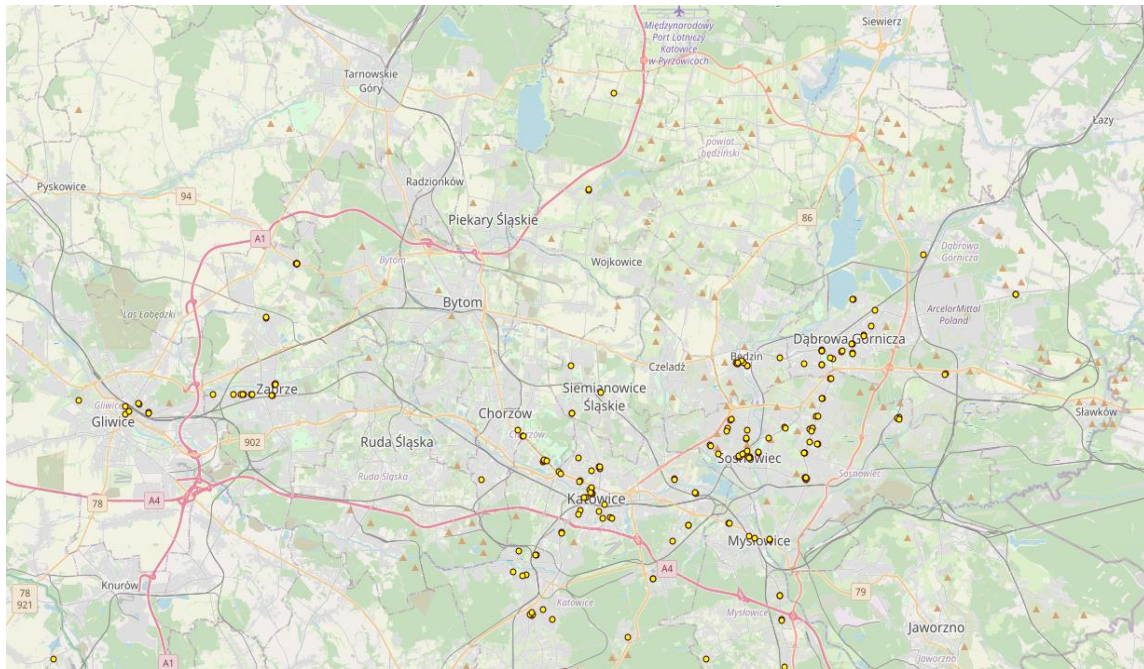 Siewierz
Międzynarodowy
Port Lotniczy
Katowice
w Pyrzowicach
Tarnowskie
Góry
Łazy
powiat
będziński
Pyskowice
94
Radzionków
Piekary Śląskie
86
A1
Bytom
Wojkowice
Dąbrowa
Górnicza
Las Łabędzki
Bytom
ArcelorMittal
Poland
Dąbrowa Górnicza
Będzin
Czeladź
Siemianowice
Śląskie
Zabrze
Gliwice
Gliwice
Chorzów
Chorzów
Sławków
902
Ruda Śląska
Ruda Śląska
Sosnowiec
Sosnowiec
78
A4
Katowice
Mysłowice
A4
Knurów
78
921
79
Katowice
Mysłowice
Jaworzno
Jaworzno
A1